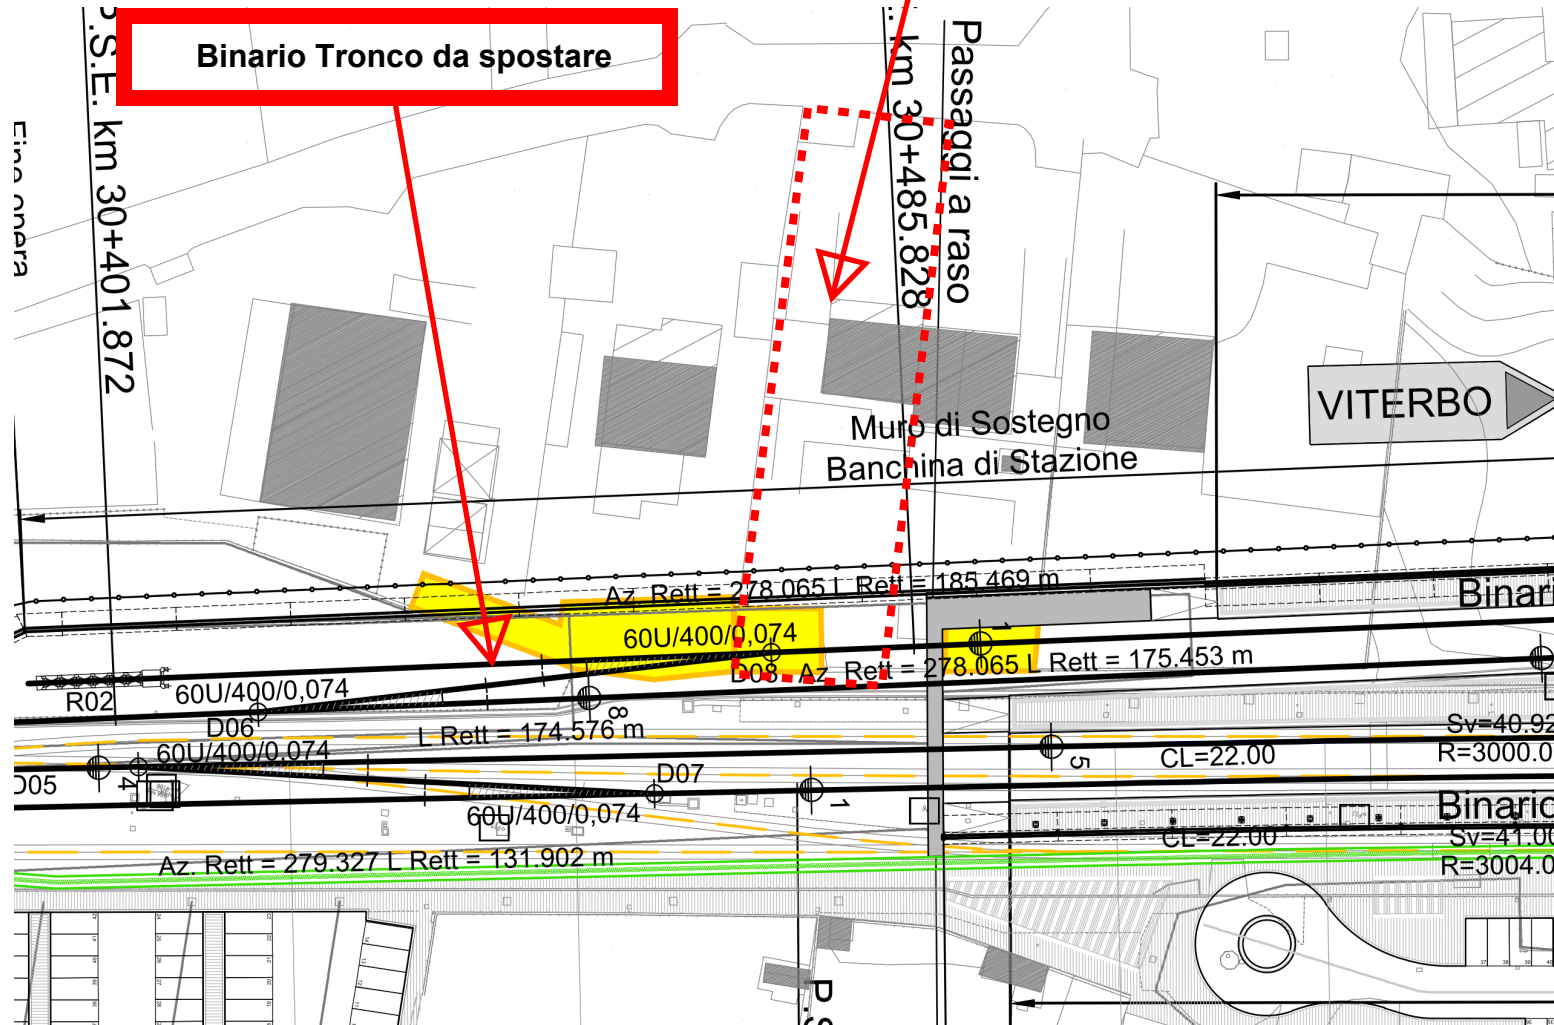 Binario Tronco da spostare
P.S.E. km 30+401.872
Fine opera
km 30+485.828
Passaggi a raso
VITERBO
Muro di Sostegno
Banchina di Stazione
Az. Rett = 278.065 L Rett = 185.469 m
Binari
60U/400/0,074
1
D08 Az. Rett = 278.065 L Rett = 175.453 m
R02
60U/400/0,074
D06
8
L Rett = 174.576 m
Sv=40.92
60U/400/0,074
CL=22.00
R=3000.0
5
D05
4
D07
1
60U/400/0,074
Binario
CL=22.00
Sv=41.00
Az. Rett = 279.327 L Rett = 131.902 m
R=3004.0
P.S